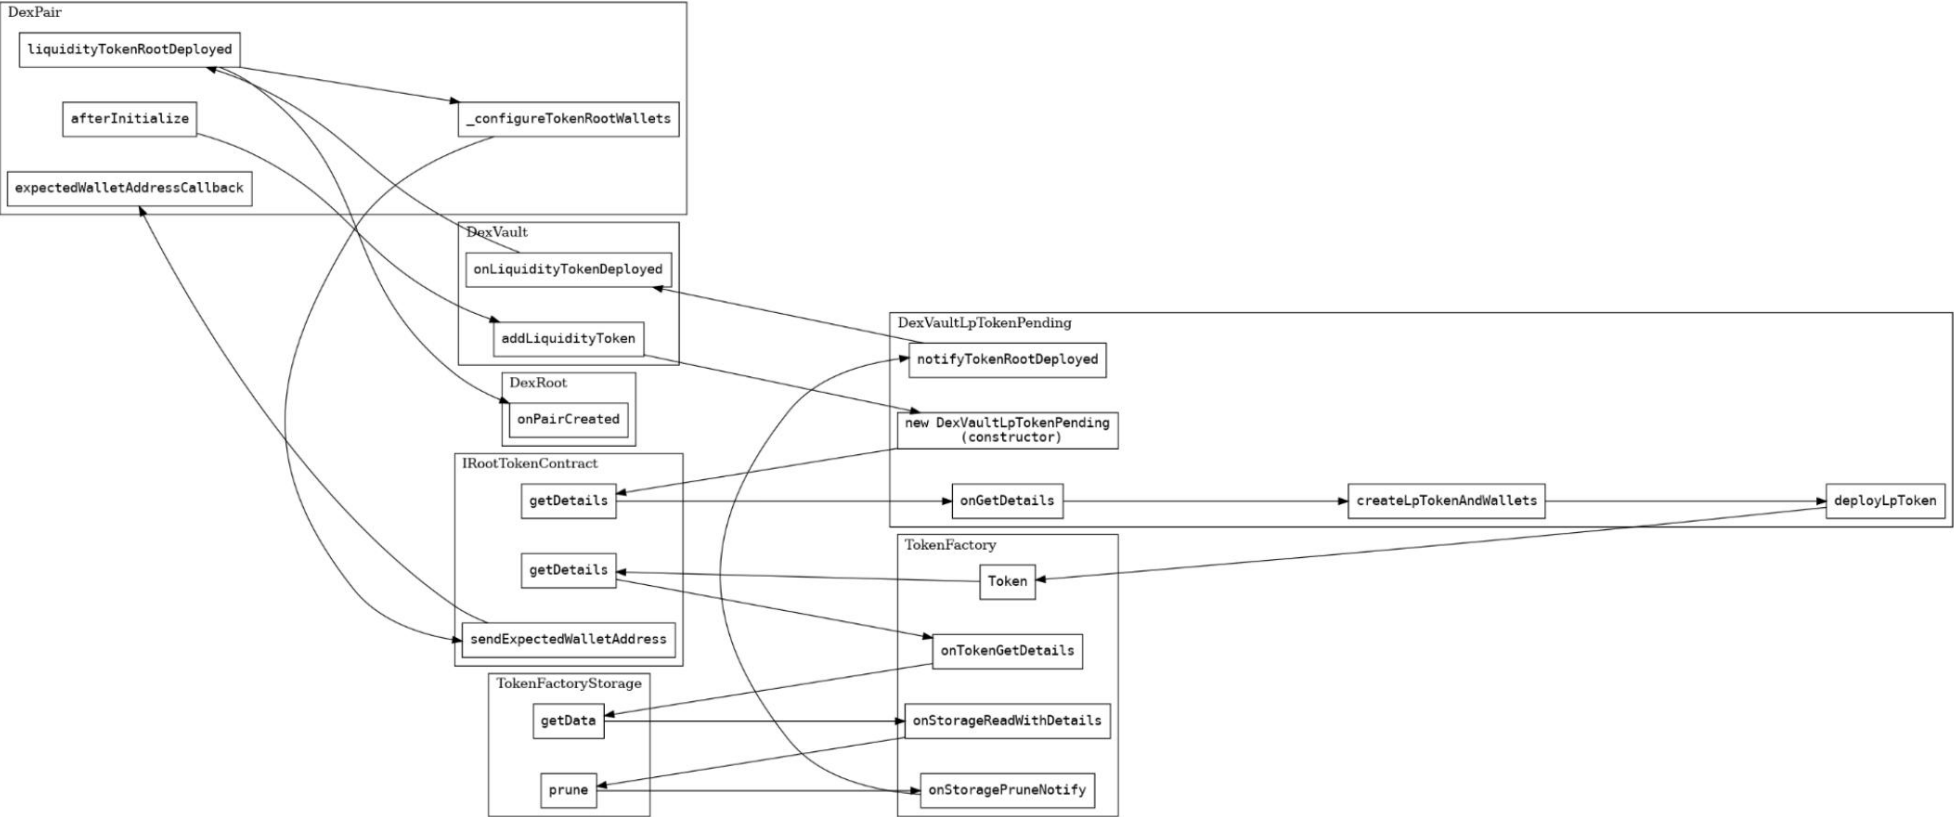 DexPair
liquidityTokenRootDeployed
afterInitialize
_configureTokenRootWallets
expectedWalletAddressCallback
DexVault
onLiquidityTokenDeployed
addLiquidityToken
DexRoot
onPairCreated
IRootTokenContract
getDetails
getDetails
sendExpectedWalletAddress
TokenFactoryStorage
getData
prune
DexVaultLpTokenPending
notifyTokenRootDeployed
new DexVaultLpTokenPending
(constructor)
onGetDetails
createLpTokenAndWallets
deployLpToken
TokenFactory
Token
onTokenGetDetails
onStorageReadWithDetails
onStoragePruneNotify